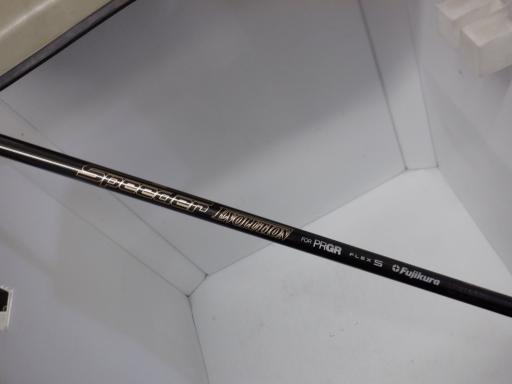 Speeder EVOLUTION FOR PRGR FLEX S Fujikura